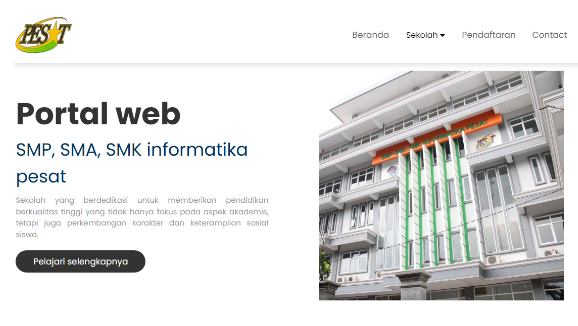 PESAT
Beranda
Sekolah
Pendaftaran
Contact
Portal web
SMP, SMA, SMK informatika
pesat
Sekolah yang berdedikasi untuk memberikan pendidikan
berkualitas tinggi yang tidak hanya fokus pada aspek akademis,
tetapi juga perkembangan karakter dan keterampilan sosial
siswa.
Pelajari selengkapnya